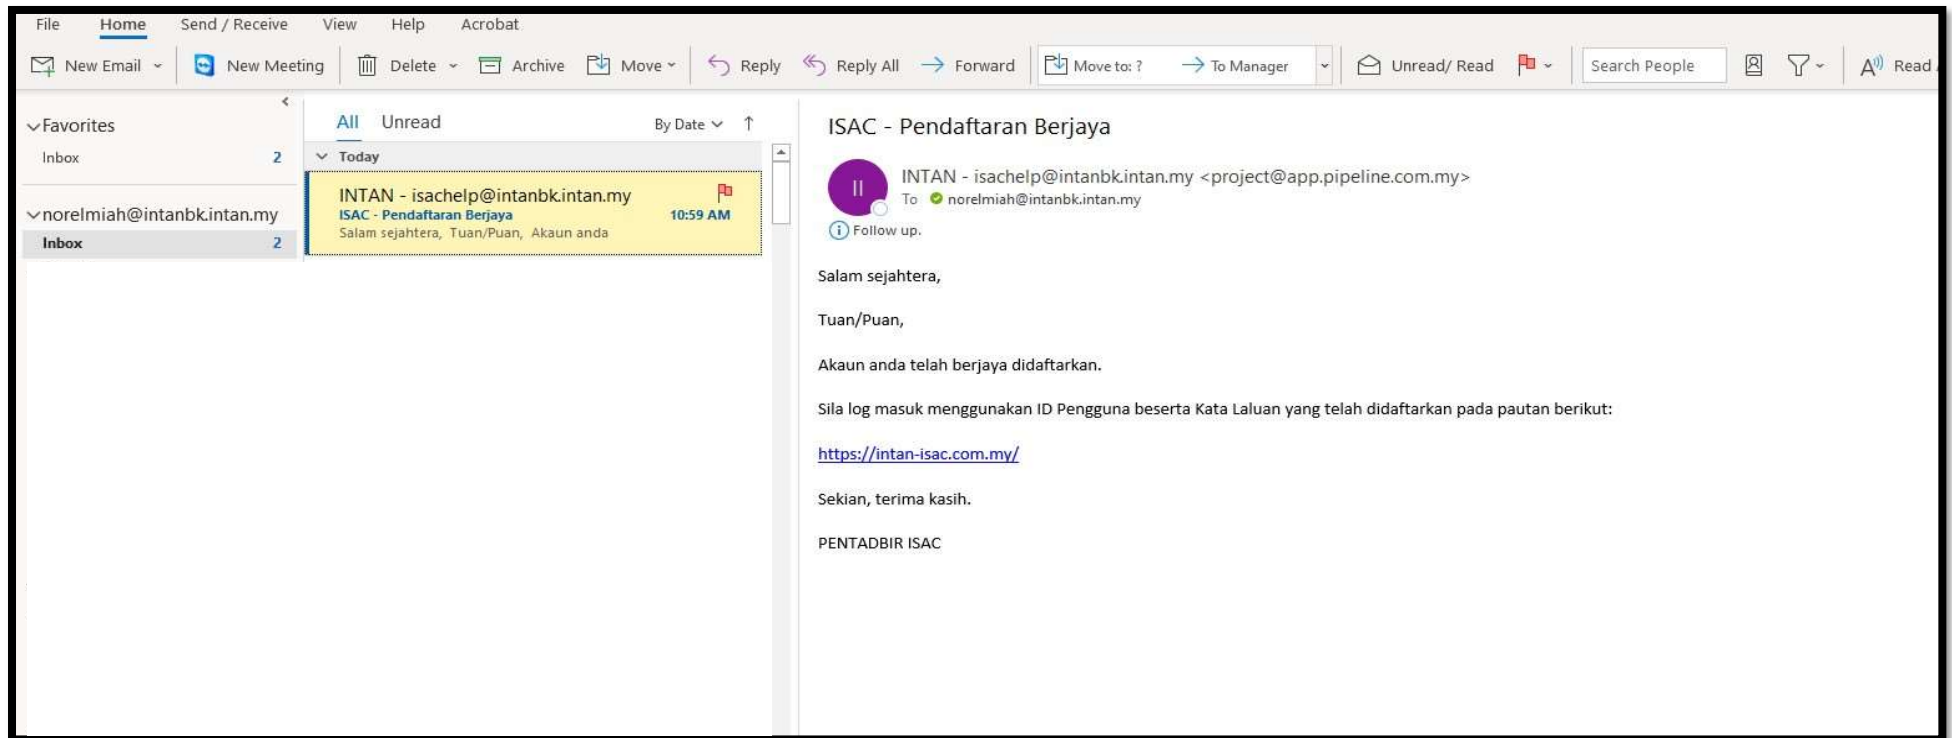 File Home Send / Receive View Help Acrobat
New Email New Meeting Delete Archive Move Reply Reply All Forward Move to: ? To Manager Unread/ Read Search People Read
Favorites
Inbox 2
norelmiah@intanbk.intan.my
Inbox 2
All Unread By Date
Today
INTAN - isachelp@intanbk.intan.my
ISAC - Pendaftaran Berjaya 10:59 AM
Salam sejahtera, Tuan/Puan, Akaun anda
ISAC - Pendaftaran Berjaya
II
INTAN - isachelp@intanbk.intan.my <project@app.pipeline.com.my>
To norelmiah@intanbk.intan.my
Follow up.
Salam sejahtera,
Tuan/Puan,
Akaun anda telah berjaya didaftarkan.
Sila log masuk menggunakan ID Pengguna beserta Kata Laluan yang telah didaftarkan pada pautan berikut:
https://intan-isac.com.my/
Sekian, terima kasih.
PENTADBIR ISAC